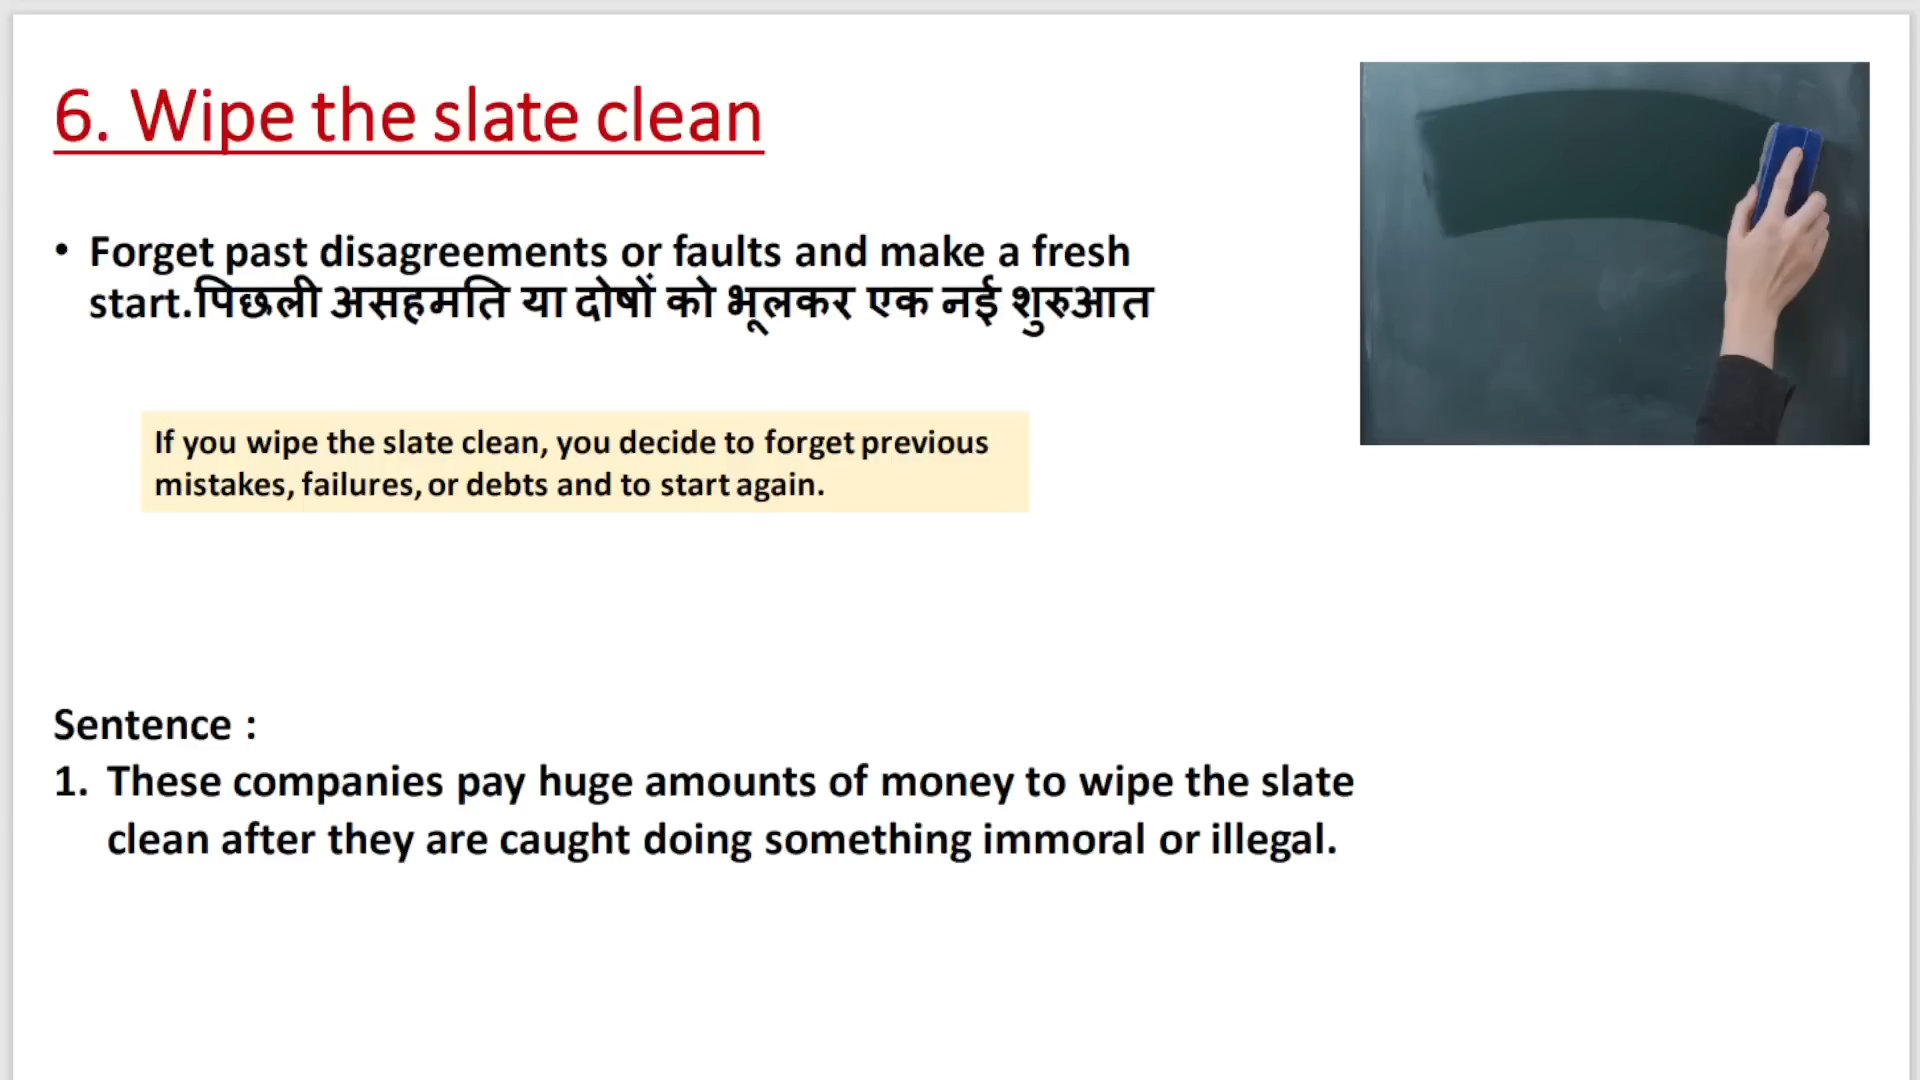 6. Wipe the slate clean
• Forget past disagreements or faults and make a fresh
start.पिछली असहमति या दोषों को भूलकर एक नई शुरुआत
If you wipe the slate clean, you decide to forget previous
mistakes, failures, or debts and to start again.
Sentence :
1. These companies pay huge amounts of money to wipe the slate
clean after they are caught doing something immoral or illegal.